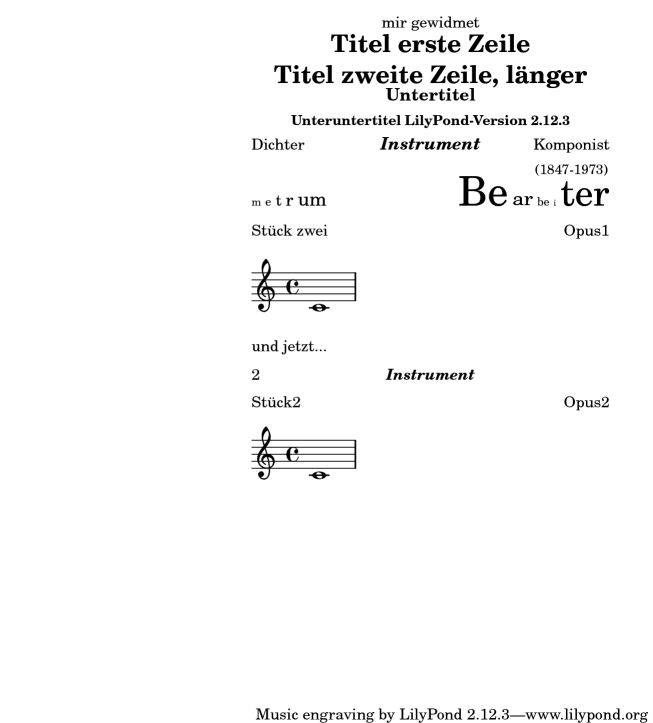 mir gewidmet
Titel erste Zeile
Titel zweite Zeile, länger
Untertitel
Unteruntertitel LilyPond-Version 2.12.3
Dichter Instrument Komponist
(1847-1973)
m e t r um Be ar be i ter
Stück zwei Opus1
und jetzt...
2 Instrument
Stück2 Opus2
Music engraving by LilyPond 2.12.3—www.lilypond.org